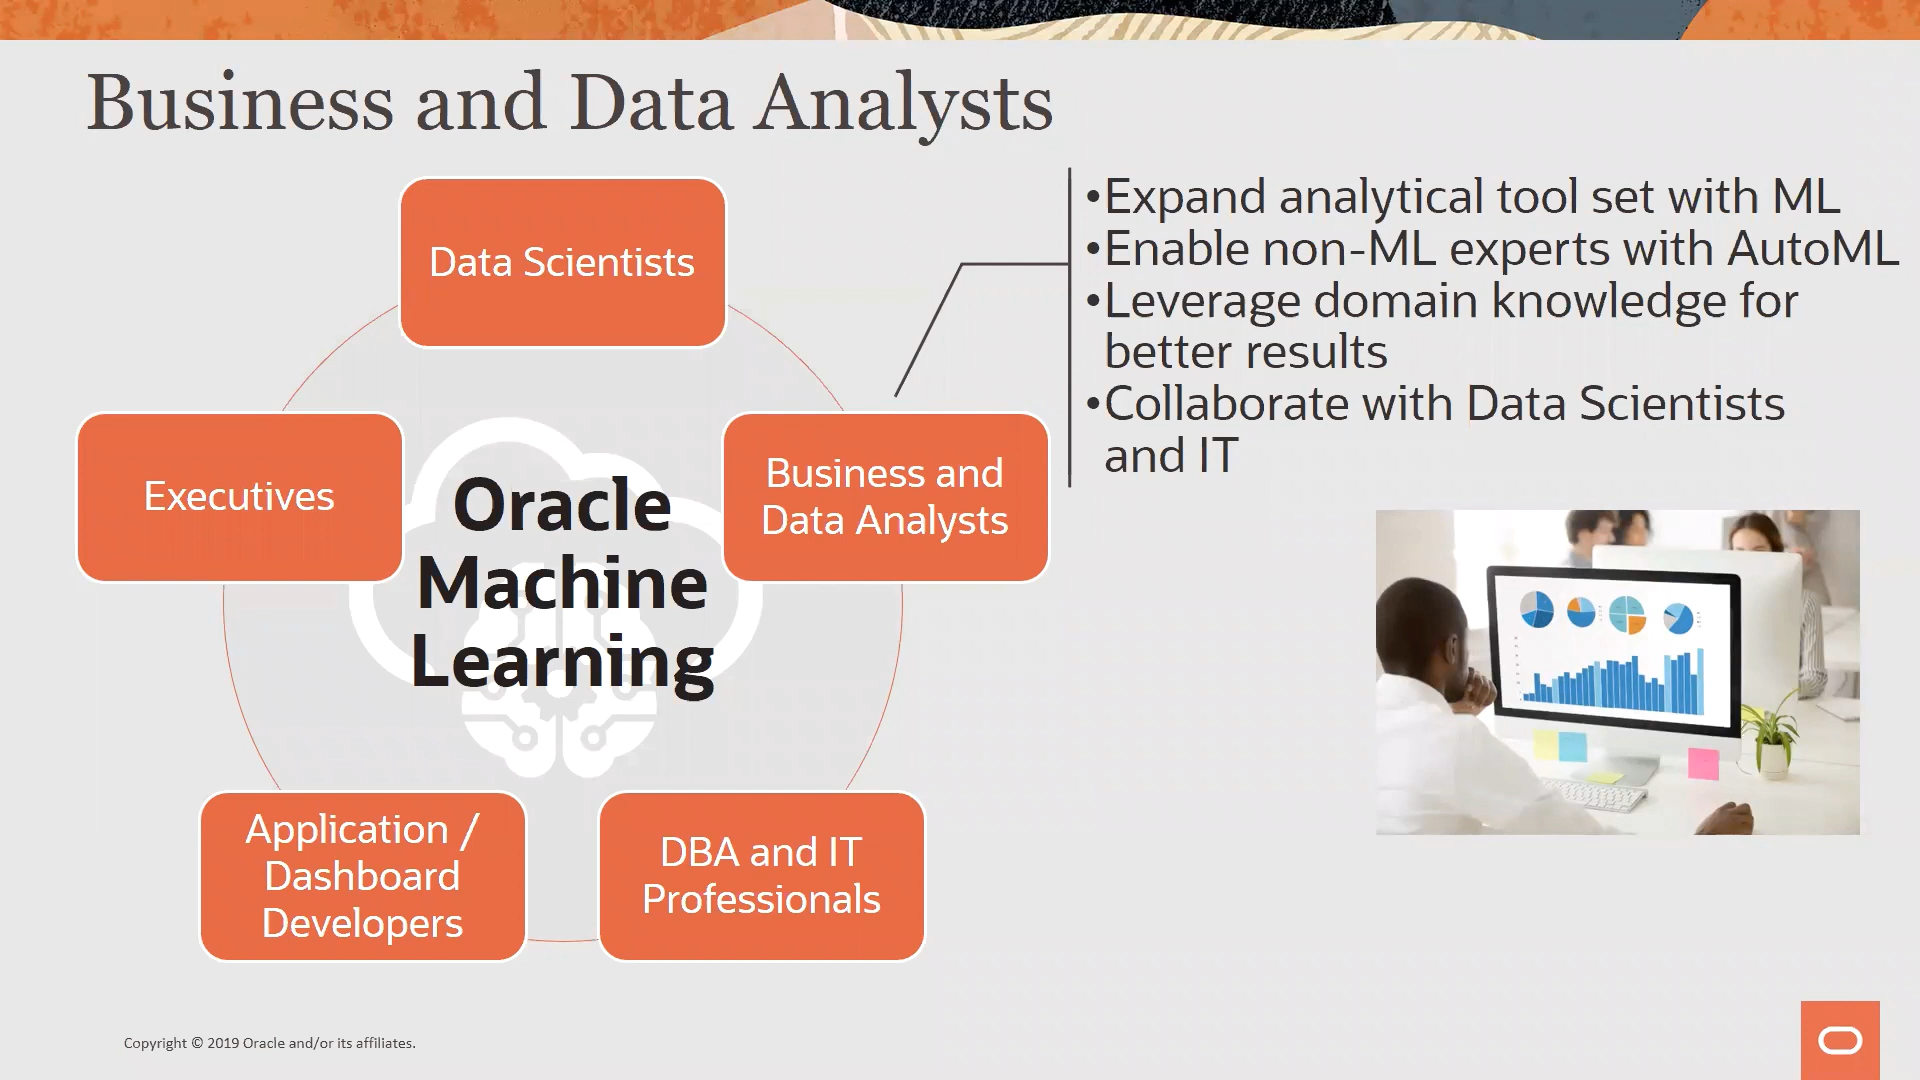 Business and Data Analysts
Data Scientists
•Expand analytical tool set with ML
•Enable non-ML experts with AutoML
•Leverage domain knowledge for
better results
•Collaborate with Data Scientists
and IT
Executives
Oracle
Machine
Learning
Business and
Data Analysts
Application /
Dashboard
Developers
DBA and IT
Professionals
Copyright © 2019 Oracle and/or its affiliates.